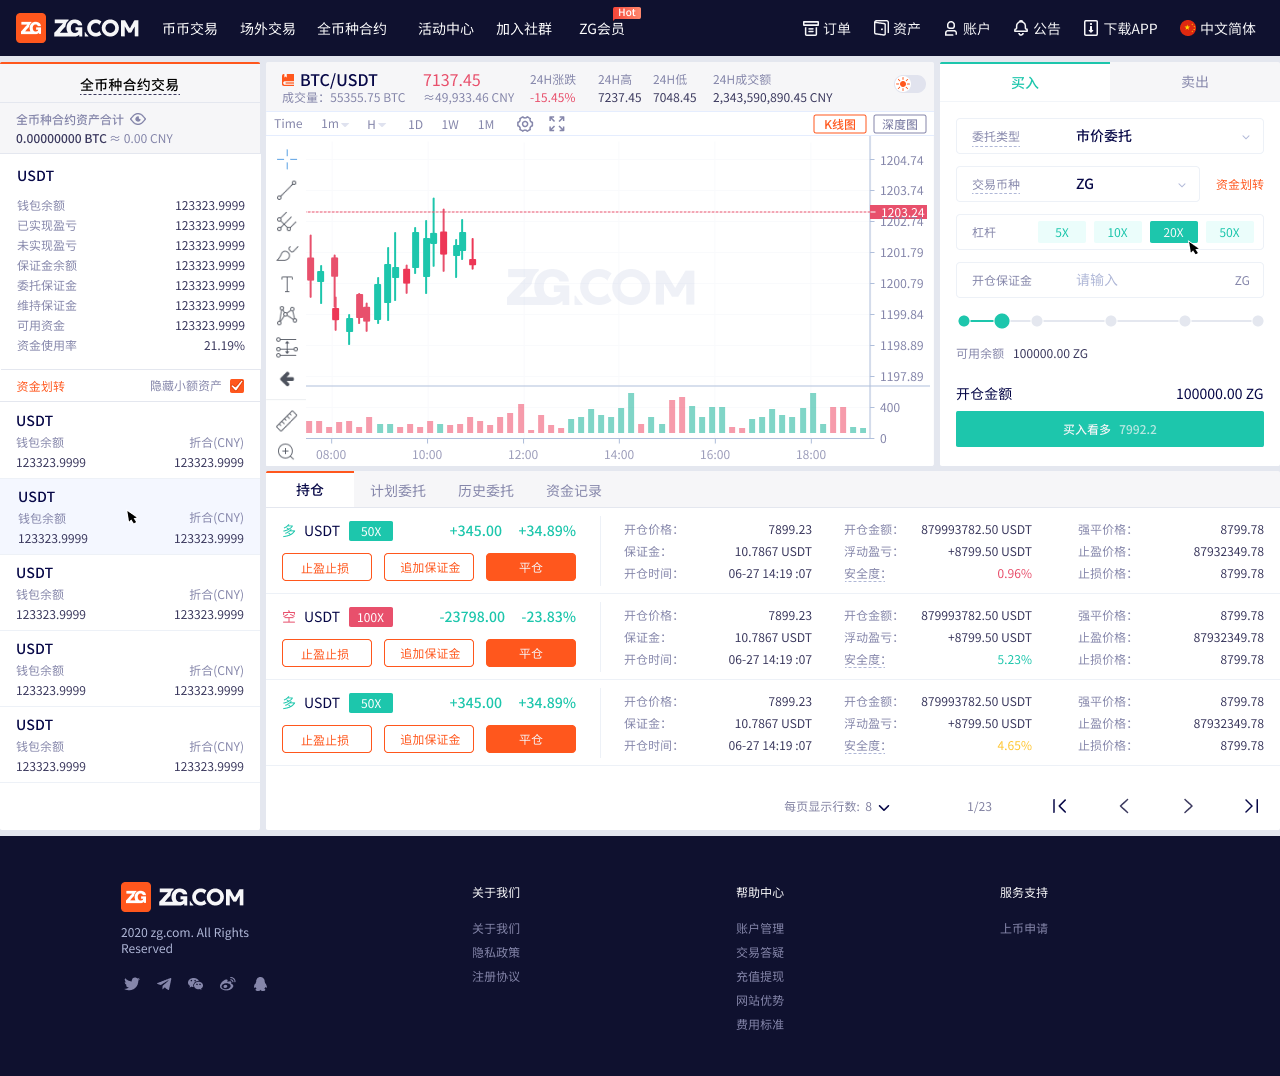 ZG ZG.COM 币币交易 场外交易 全币种合约 活动中心 加入社群 ZG会员 Hot 订单 资产 账户 公告 下载APP 中文简体
全币种合约交易
全币种合约资产合计
0.00000000 BTC ≈ 0.00 CNY
USDT
钱包余额 123323.9999
已实现盈亏 123323.9999
未实现盈亏 123323.9999
保证金余额 123323.9999
委托保证金 123323.9999
维持保证金 123323.9999
可用资金 123323.9999
资金使用率 21.19%
资金划转 隐藏小额资产
USDT
钱包余额 折合(CNY)
123323.9999 123323.9999
USDT
钱包余额 折合(CNY)
123323.9999 123323.9999
USDT
钱包余额 折合(CNY)
123323.9999 123323.9999
USDT
钱包余额 折合(CNY)
123323.9999 123323.9999
USDT
钱包余额 折合(CNY)
123323.9999 123323.9999
BTC/USDT 7137.45 24H涨跌 24H高 24H低 24H成交额
成交量：55355.75 BTC ≈49,933.46 CNY -15.45% 7237.45 7048.45 2,343,590,890.45 CNY
Time 1m H 1D 1W 1M K线图 深度图
1204.74
1203.74
1203.24
1202.74
1201.79
1200.79
1199.84
1198.89
1197.89
400
0
ZG.COM
08:00 10:00 12:00 14:00 16:00 18:00
买入 卖出
委托类型 市价委托
交易币种 ZG 资金划转
杠杆 5X 10X 20X 50X
开仓保证金 请输入 ZG
可用余额 100000.00 ZG
开仓金额 100000.00 ZG
买入看多 7992.2
持仓 计划委托 历史委托 资金记录
多 USDT 50X +345.00 +34.89%
止盈止损 追加保证金 平仓
开仓价格： 7899.23 开仓金额： 879993782.50 USDT 强平价格： 8799.78
保证金： 10.7867 USDT 浮动盈亏： +8799.50 USDT 止盈价格： 87932349.78
开仓时间： 06-27 14:19 :07 安全度： 0.96% 止损价格： 8799.78
空 USDT 100X -23798.00 -23.83%
止盈止损 追加保证金 平仓
开仓价格： 7899.23 开仓金额： 879993782.50 USDT 强平价格： 8799.78
保证金： 10.7867 USDT 浮动盈亏： +8799.50 USDT 止盈价格： 87932349.78
开仓时间： 06-27 14:19 :07 安全度： 5.23% 止损价格： 8799.78
多 USDT 50X +345.00 +34.89%
止盈止损 追加保证金 平仓
开仓价格： 7899.23 开仓金额： 879993782.50 USDT 强平价格： 8799.78
保证金： 10.7867 USDT 浮动盈亏： +8799.50 USDT 止盈价格： 87932349.78
开仓时间： 06-27 14:19 :07 安全度： 4.65% 止损价格： 8799.78
每页显示行数: 8 1/23
ZG ZG.COM
2020 zg.com. All Rights
Reserved
关于我们
关于我们
隐私政策
注册协议
帮助中心
账户管理
交易答疑
充值提现
网站优势
费用标准
服务支持
上币申请